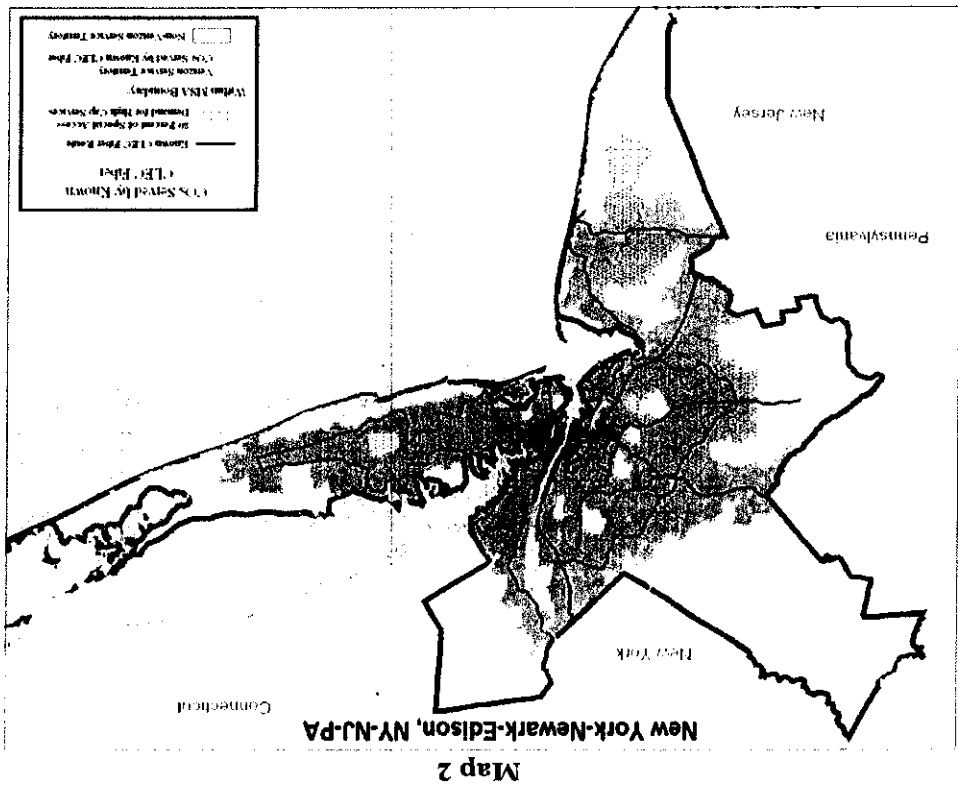 Map 2
New York-Newark-Edison, NY-NJ-PA
Connecticut
New York
Pennsylvania
New Jersey
COs Served by Known
CLEC Fiber
Known CLEC Fiber Route
80 Percent of Special Access
Demand for High Cap Services
Within MSA Boundary
Verizon Service Territory
COs Served by Known CLEC Fiber
Non-Verizon Service Territory